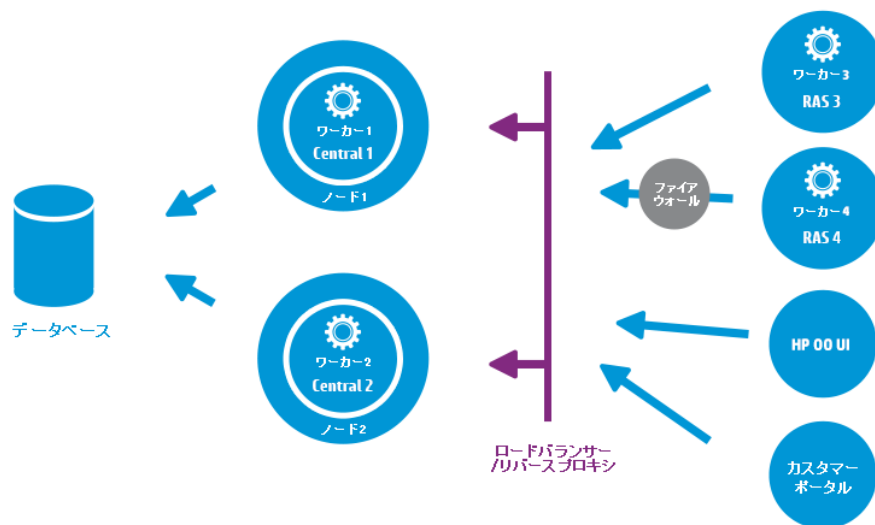 データベース
ワーカー1
Central 1
ノード1
ワーカー2
Central 2
ノード2
ロードバランサー
/リバースプロキシ
ファイア
ウォール
ワーカー3
RAS 3
ワーカー4
RAS 4
HP OO UI
カスタマー
ポータル